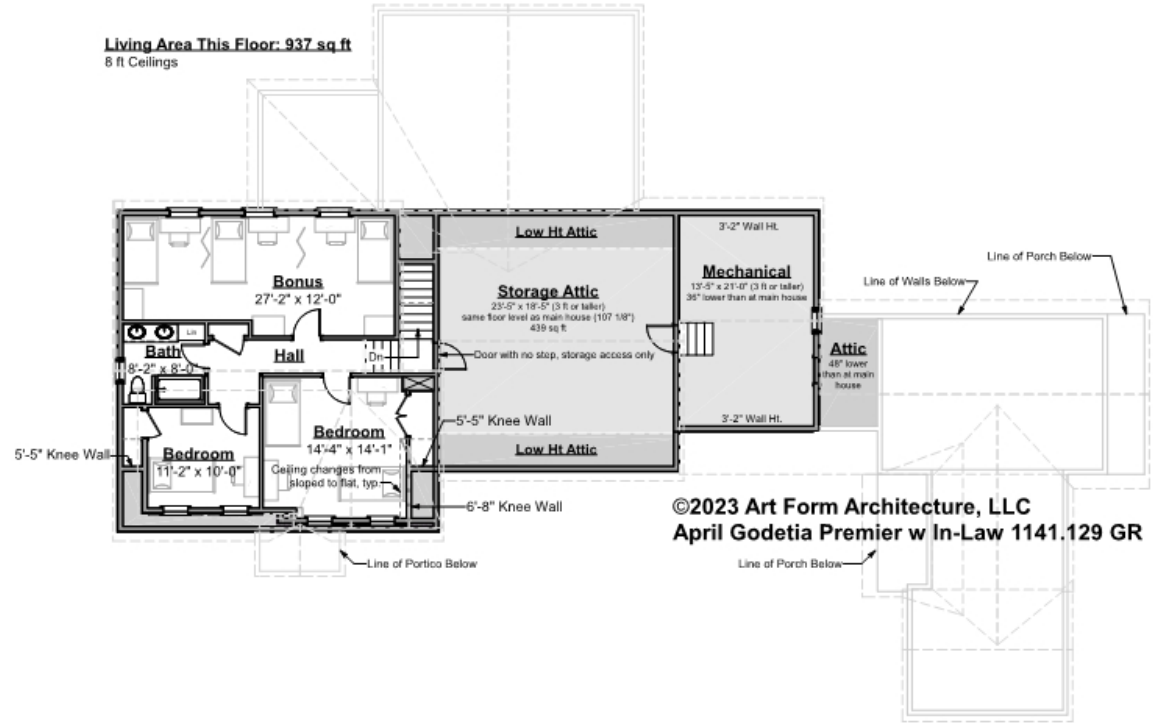 Living Area This Floor: 937 sq ft
8 ft Ceilings
Low Ht Attic
3'-2" Wall Ht.
Line of Porch Below
Mechanical
13'-5" x 21'-0" (3 ft or taller)
36" lower than at main house
Line of Walls Below
Bonus
27'-2" x 12'-0"
Storage Attic
23'-5" x 18'-5" (3 ft or taller)
same floor level as main house (107 1/8")
439 sq ft
Lin
Bath
8'-2" x 8'-0"
Hall
Dn
Door with no step, storage access only
Attic
48" lower
than at main
house
5'-5" Knee Wall
3'-2" Wall Ht.
Bedroom
14'-4" x 14'-1"
Low Ht Attic
5'-5" Knee Wall
Bedroom
11'-2" x 10'-0"
Ceiling changes from
sloped to flat, typ.
6'-8" Knee Wall
©2023 Art Form Architecture, LLC
April Godetia Premier w In-Law 1141.129 GR
Line of Portico Below
Line of Porch Below